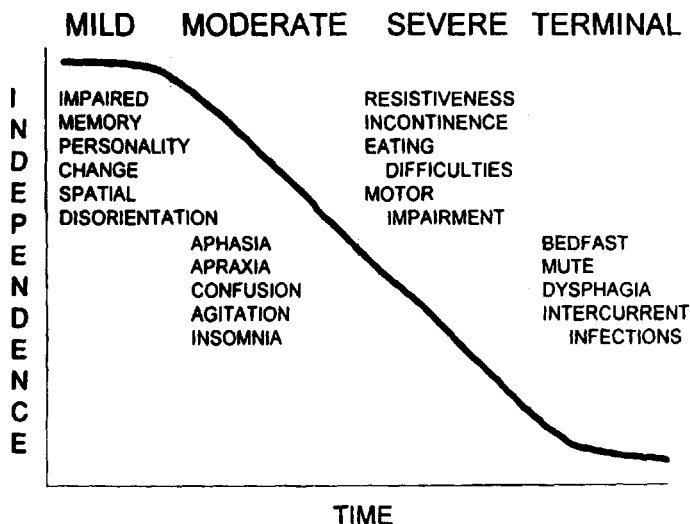 MILD MODERATE SEVERE TERMINAL
INDEPENDENCE
IMPAIRED
MEMORY
PERSONALITY
CHANGE
SPATIAL
DISORIENTATION
APHASIA
APRAXIA
CONFUSION
AGITATION
INSOMNIA
RESISTIVENESS
INCONTINENCE
EATING
DIFFICULTIES
MOTOR
IMPAIRMENT
BEDFAST
MUTE
DYSPHAGIA
INTERCURRENT
INFECTIONS
TIME